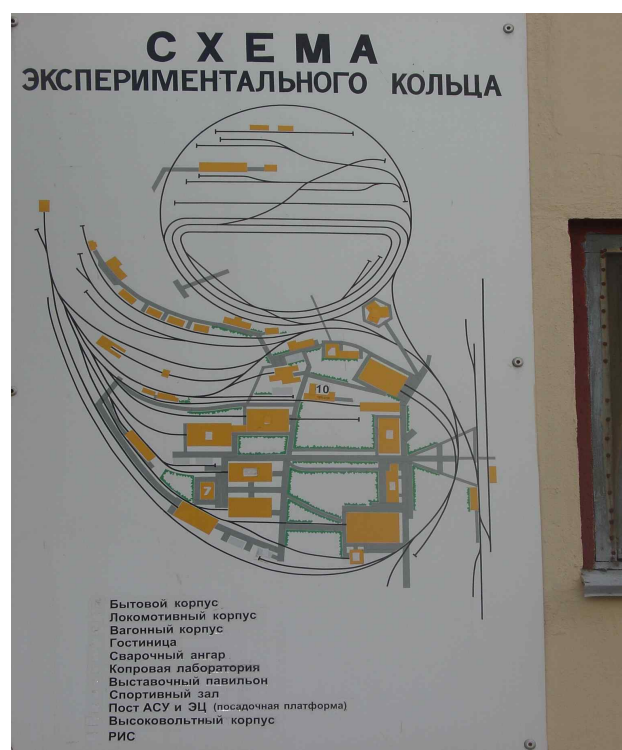 СХЕМА
ЭКСПЕРИМЕНТАЛЬНОГО КОЛЬЦА
10
7
Бытовой корпус
Локомотивный корпус
Вагонный корпус
Гостиница
Сварочный ангар
Копровая лаборатория
Выставочный павильон
Спортивный зал
Пост АСУ и ЭЦ (посадочная платформа)
Высоковольтный корпус
РИС